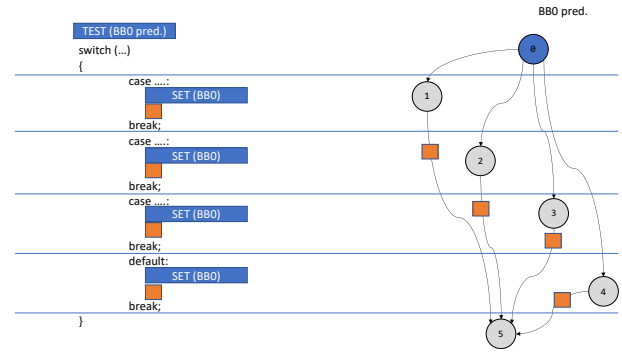 BB0 pred.
TEST (BB0 pred.)
switch (…)
{
case ….:
SET (BB0)
break;
case ….:
SET (BB0)
break;
case ….:
SET (BB0)
break;
default:
SET (BB0)
break;
}
0
1
2
3
4
5